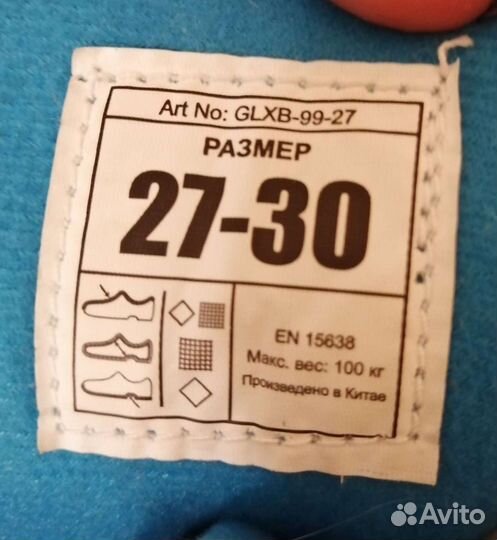 Art No: GLXB-99-27
РАЗМЕР
27-30
EN 15638
Макс. вес: 100 кг
Произведено в Китае
Avito